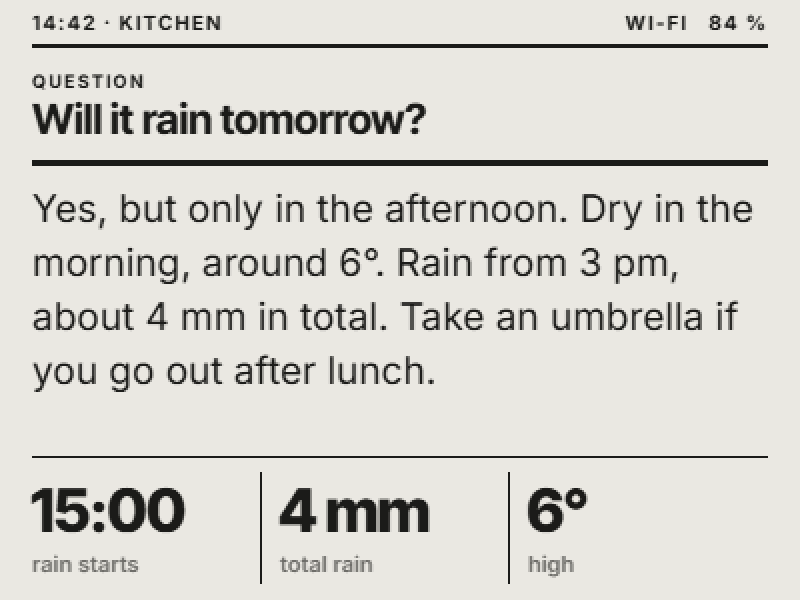 14:42 · KITCHEN WI-FI 84 %
QUESTION
Will it rain tomorrow?
Yes, but only in the afternoon. Dry in the
morning, around 6°. Rain from 3 pm,
about 4 mm in total. Take an umbrella if
you go out after lunch.
15:00 4 mm 6°
rain starts total rain high